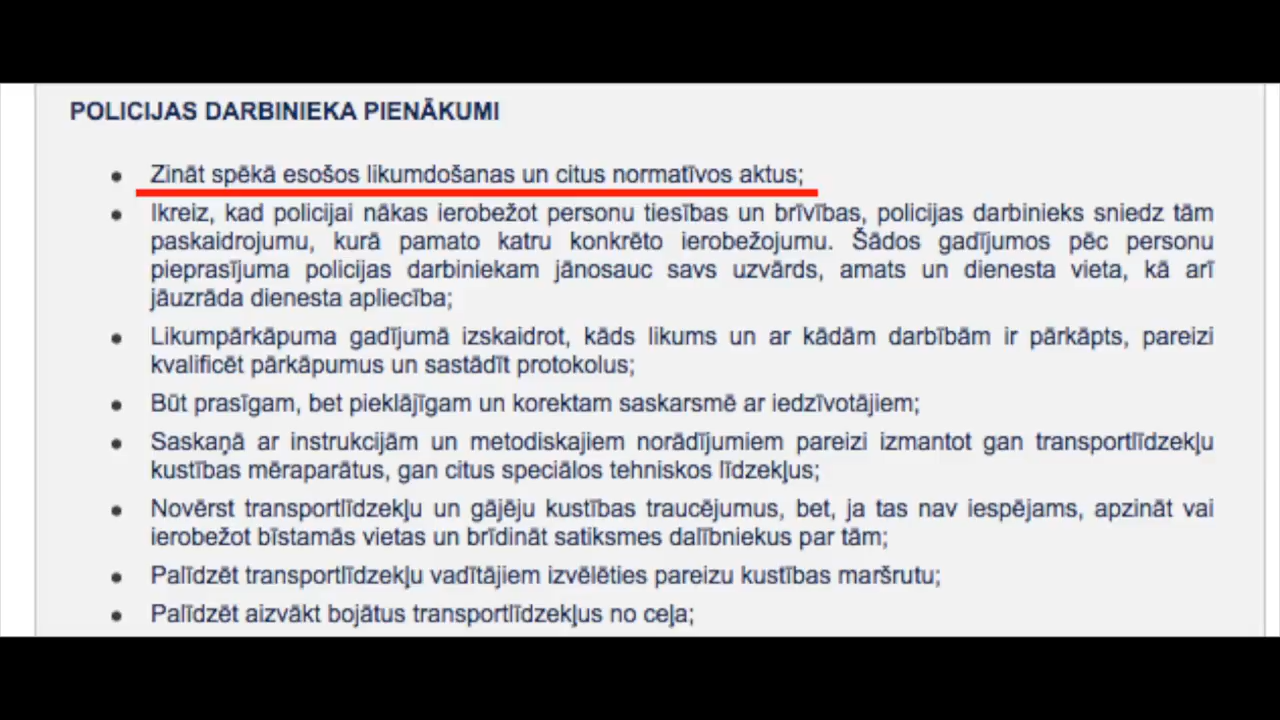 POLICIJAS DARBINIEKA PIENĀKUMI
• Zināt spēkā esošos likumdošanas un citus normatīvos aktus;
• Ikreiz, kad policijai nākas ierobežot personu tiesības un brīvības, policijas darbinieks sniedz tām
paskaidrojumu, kurā pamato katru konkrēto ierobežojumu. Šādos gadījumos pēc personu
pieprasījuma policijas darbiniekam jānosauc savs uzvārds, amats un dienesta vieta, kā arī
jāuzrāda dienesta apliecība;
• Likumpārkāpuma gadījumā izskaidrot, kāds likums un ar kādām darbībām ir pārkāpts, pareizi
kvalificēt pārkāpumus un sastādīt protokolus;
• Būt prasīgam, bet pieklājīgam un korektam saskarsmē ar iedzīvotājiem;
• Saskaņā ar instrukcijām un metodiskajiem norādījumiem pareizi izmantot gan transportlīdzekļu
kustības mēraparātus, gan citus speciālos tehniskos līdzekļus;
• Novērst transportlīdzekļu un gājēju kustības traucējumus, bet, ja tas nav iespējams, apzināt vai
ierobežot bīstamās vietas un brīdināt satiksmes dalībniekus par tām;
• Palīdzēt transportlīdzekļu vadītājiem izvēlēties pareizu kustības maršrutu;
• Palīdzēt aizvākt bojātus transportlīdzekļus no ceļa;